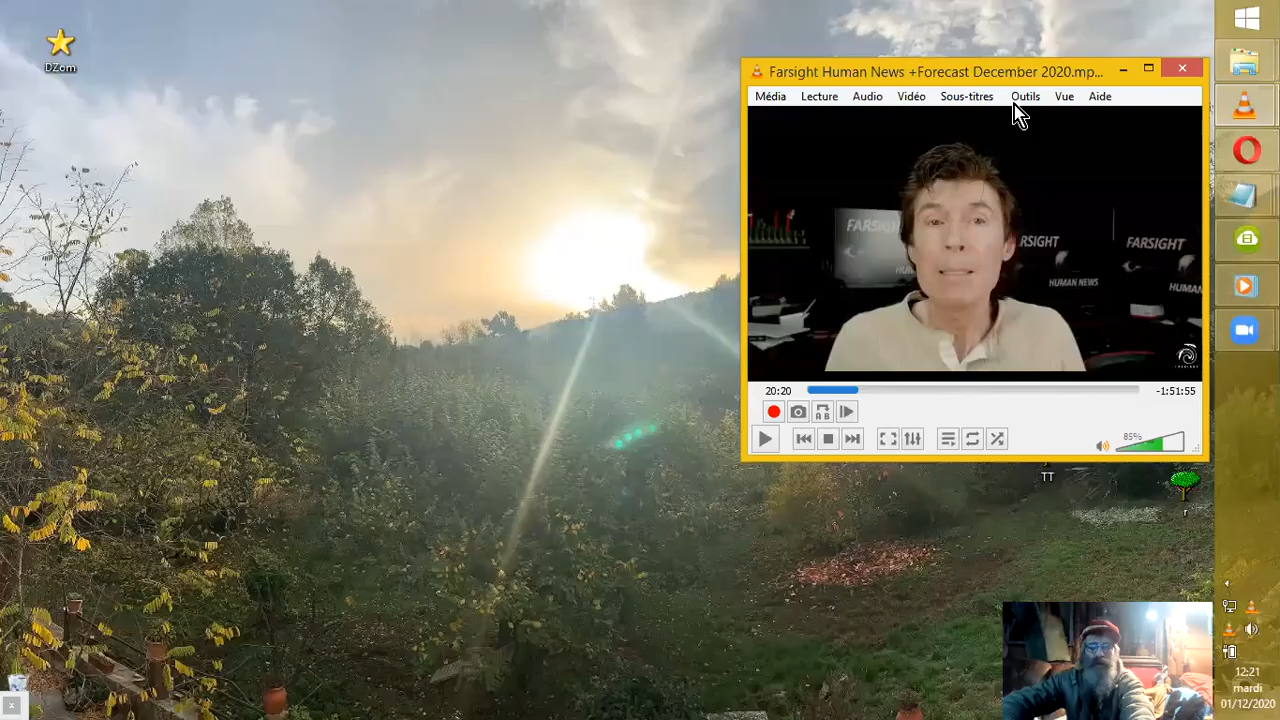 DZom
Farsight Human News +Forecast December 2020.mp...
Média Lecture Audio Vidéo Sous-titres Outils Vue Aide
FARSIGHT
HUMAN NEWS
FARSIGHT
HUMAN
20:20
-1:51:55
85%
TT
r
12:21
mardi
01/12/2020